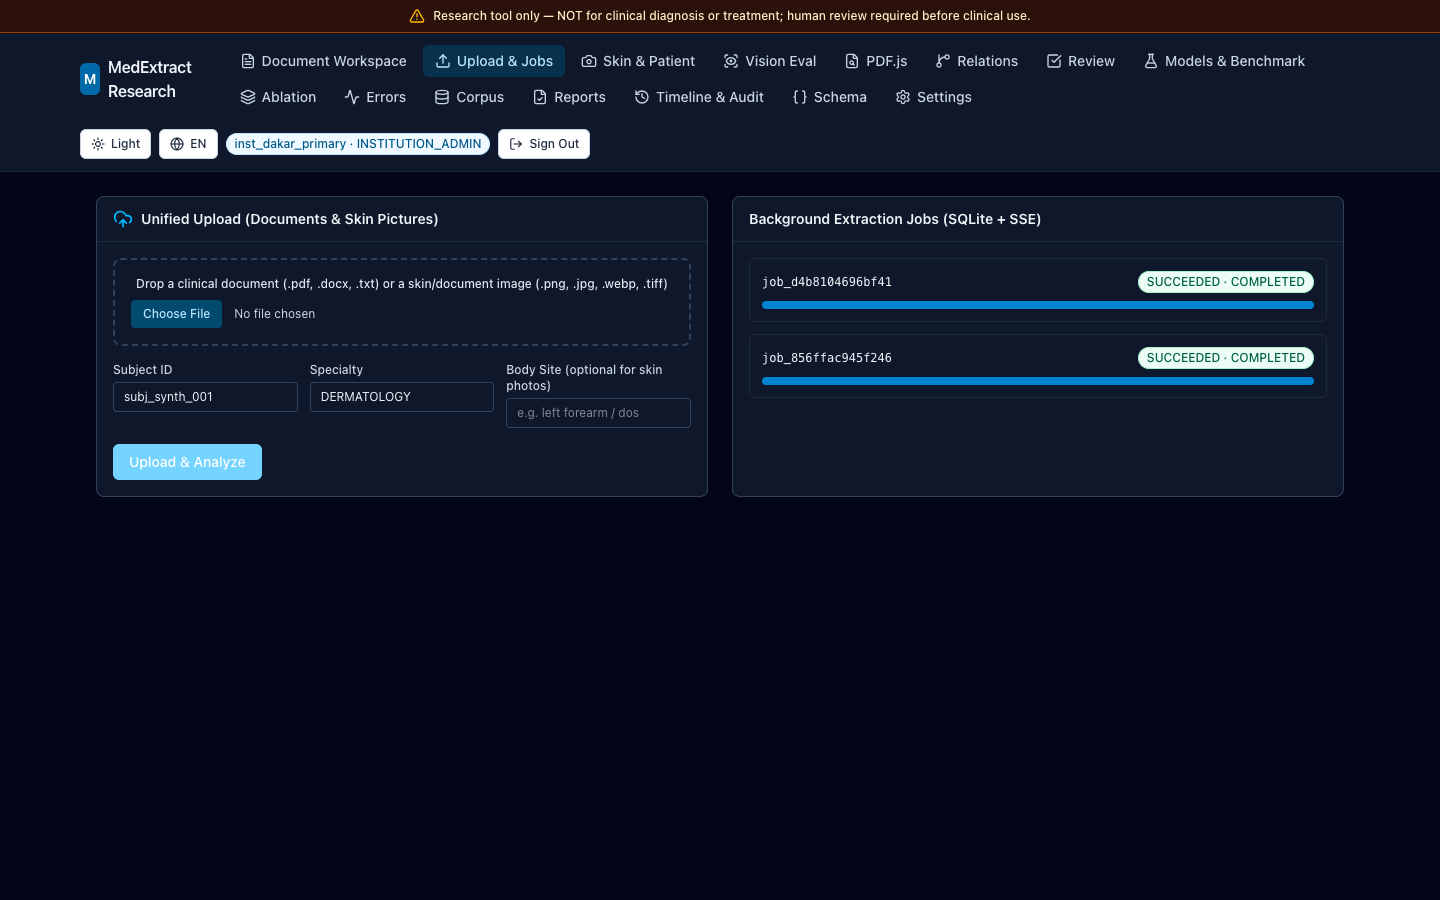 Research tool only — NOT for clinical diagnosis or treatment; human review required before clinical use.
M
MedExtract
Research
Document Workspace
Upload & Jobs
Skin & Patient
Vision Eval
PDF.js
Relations
Review
Models & Benchmark
Ablation
Errors
Corpus
Reports
Timeline & Audit
Schema
Settings
Light
EN
inst_dakar_primary · INSTITUTION_ADMIN
Sign Out
Unified Upload (Documents & Skin Pictures)
Drop a clinical document (.pdf, .docx, .txt) or a skin/document image (.png, .jpg, .webp, .tiff)
Choose File
No file chosen
Subject ID
subj_synth_001
Specialty
DERMATOLOGY
Body Site (optional for skin
photos)
e.g. left forearm / dos
Upload & Analyze
Background Extraction Jobs (SQLite + SSE)
job_d4b8104696bf41
SUCCEEDED · COMPLETED
job_856ffac945f246
SUCCEEDED · COMPLETED